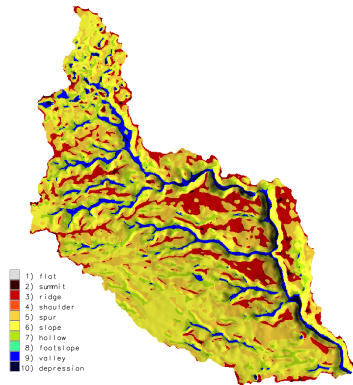 1) flat
2) summit
3) ridge
4) shoulder
5) spur
6) slope
7) hollow
8) footslope
9) valley
10) depression